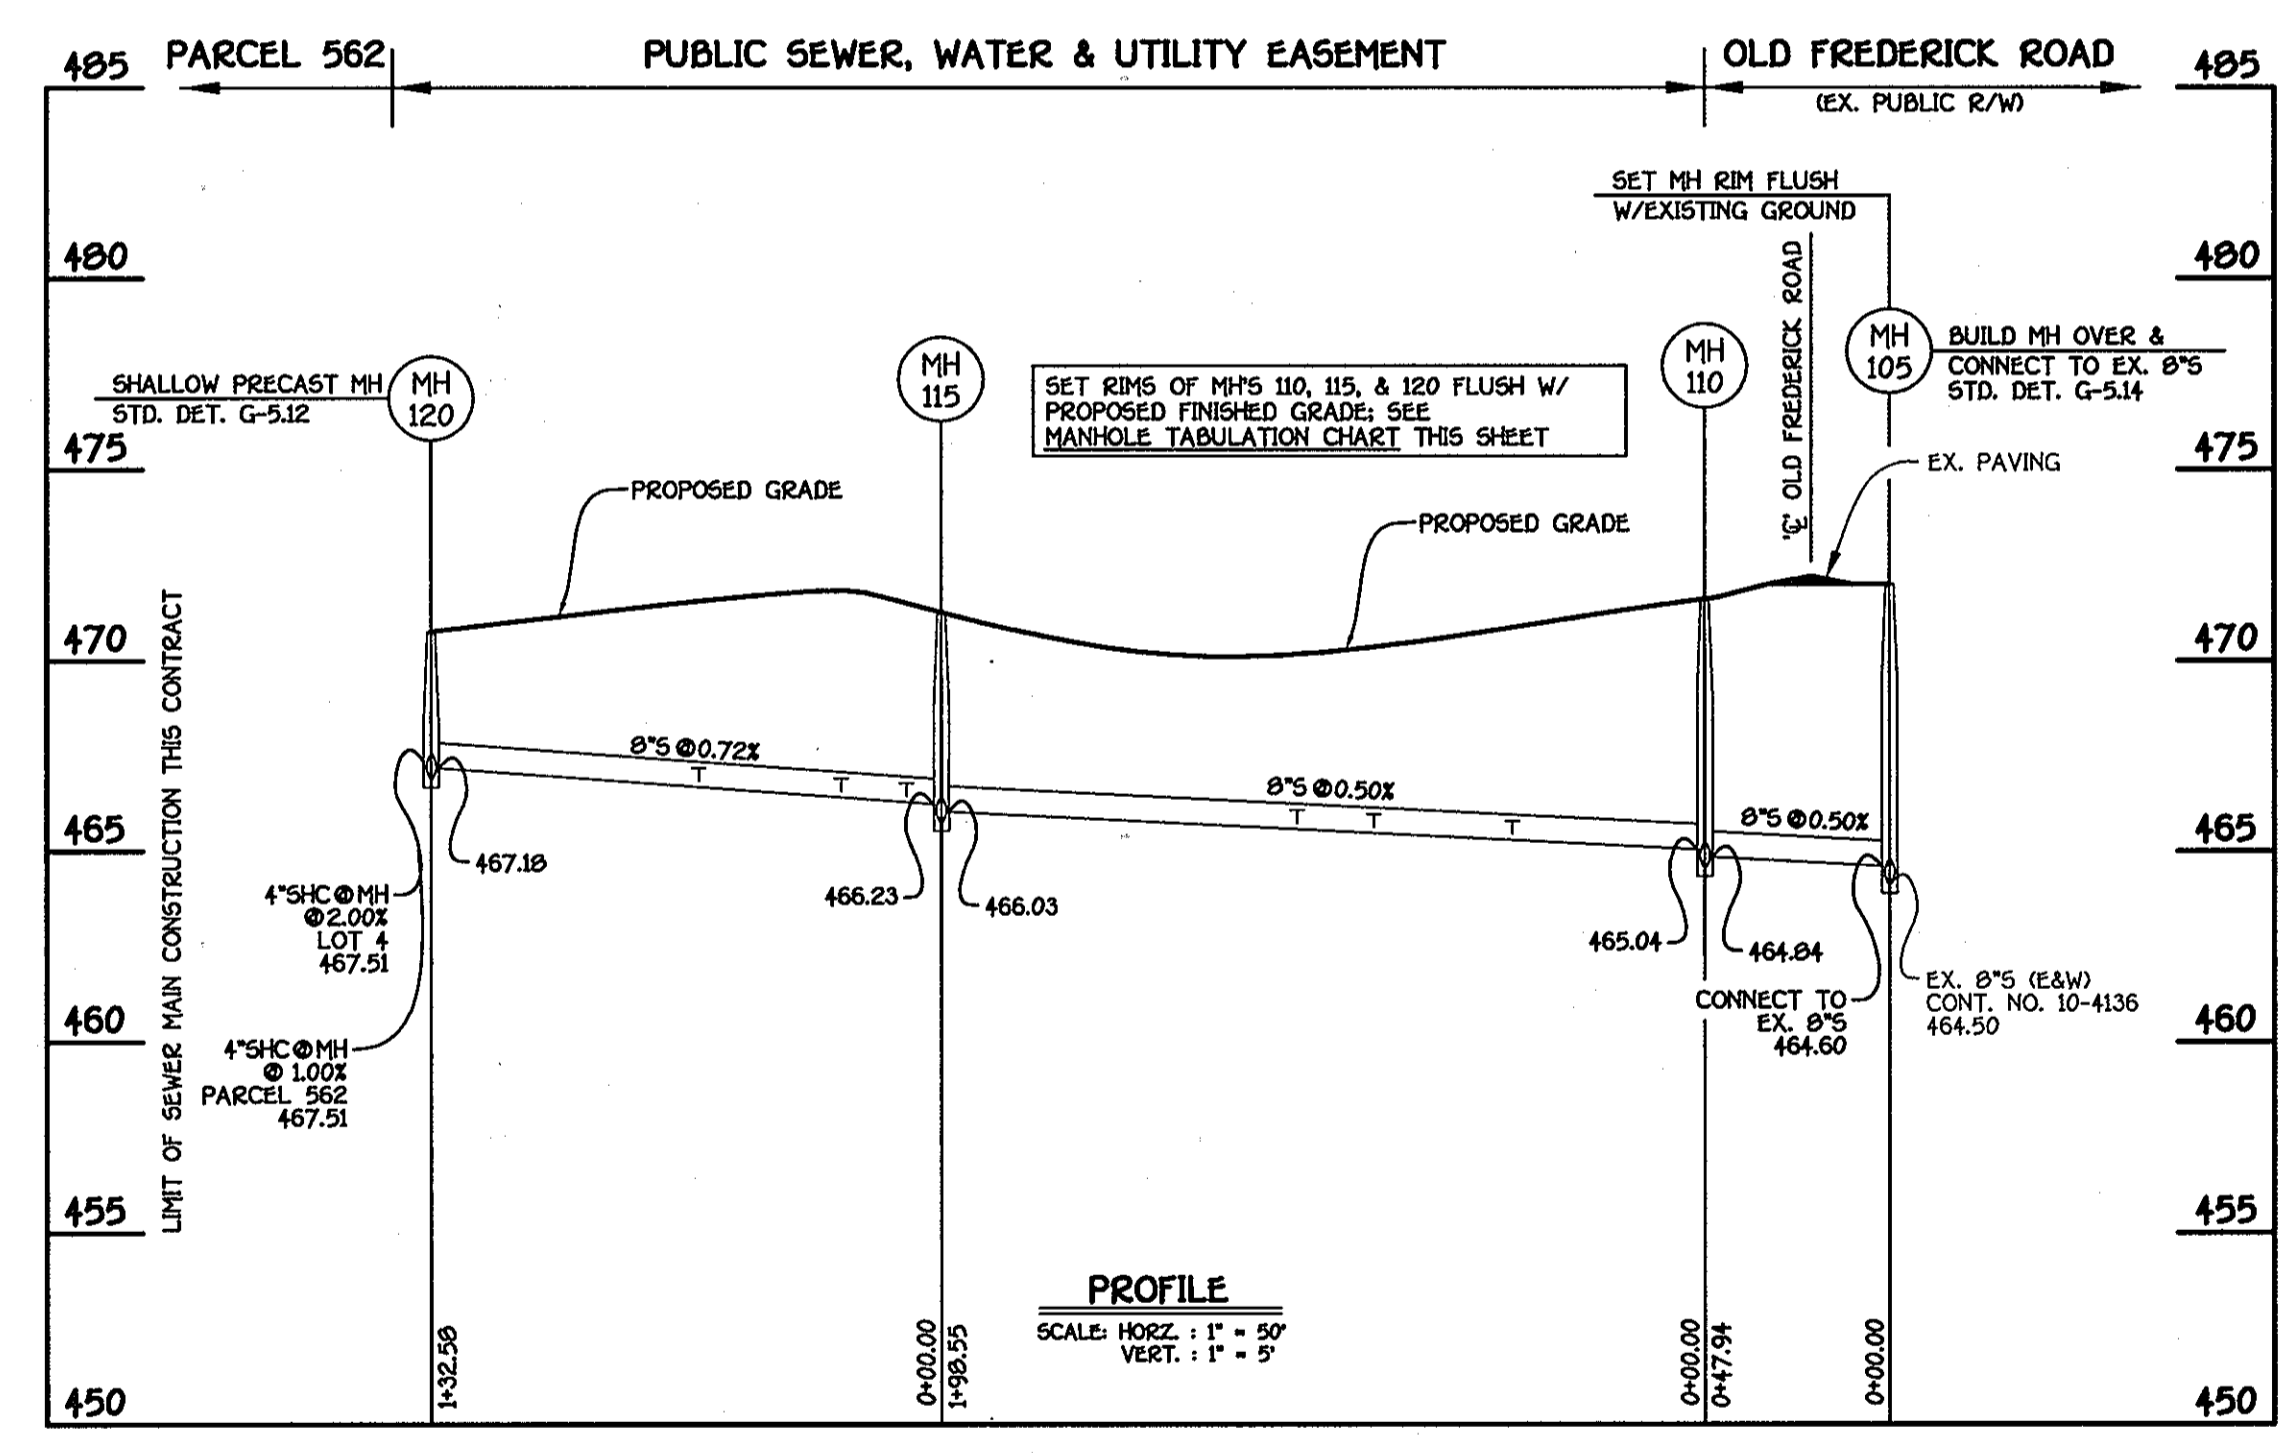 PARCEL 562
PUBLIC SEWER, WATER & UTILITY EASEMENT
OLD FREDERICK ROAD
(EX. PUBLIC R/W)
485
485
480
480
475
475
470
470
465
465
460
460
455
455
450
450
SET MH RIM FLUSH
W/EXISTING GROUND
℄ OLD FREDERICK ROAD
MH
120
SHALLOW PRECAST MH
STD. DET. G-5.12
MH
115
SET RIMS OF MH'S 110, 115, & 120 FLUSH W/
PROPOSED FINISHED GRADE; SEE
MANHOLE TABULATION CHART THIS SHEET
MH
110
MH
105
BUILD MH OVER &
CONNECT TO EX. 8"S
STD. DET. G-5.14
EX. PAVING
PROPOSED GRADE
PROPOSED GRADE
LIMIT OF SEWER MAIN CONSTRUCTION THIS CONTRACT
8"S @0.72%
T
T
T
8"S @0.50%
T
T
T
8"S @0.50%
467.18
4"SHC@MH
@2.00%
LOT 4
467.51
4"SHC@MH
@ 1.00%
PARCEL 562
467.51
466.23
466.03
465.04
464.84
CONNECT TO
EX. 8"S
464.60
EX. 8"S (E&W)
CONT. NO. 10-4136
464.50
PROFILE
SCALE: HORZ. : 1" = 50'
VERT. : 1" = 5'
1+32.58
0+00.00
1+98.55
0+00.00
0+47.94
0+00.00